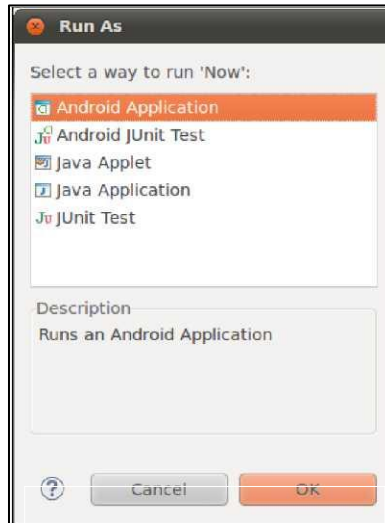 Run As
Select a way to run 'Now':
Android Application
Android JUnit Test
Java Applet
Java Application
Ju JUnit Test
Description
Runs an Android Application
? Cancel OK